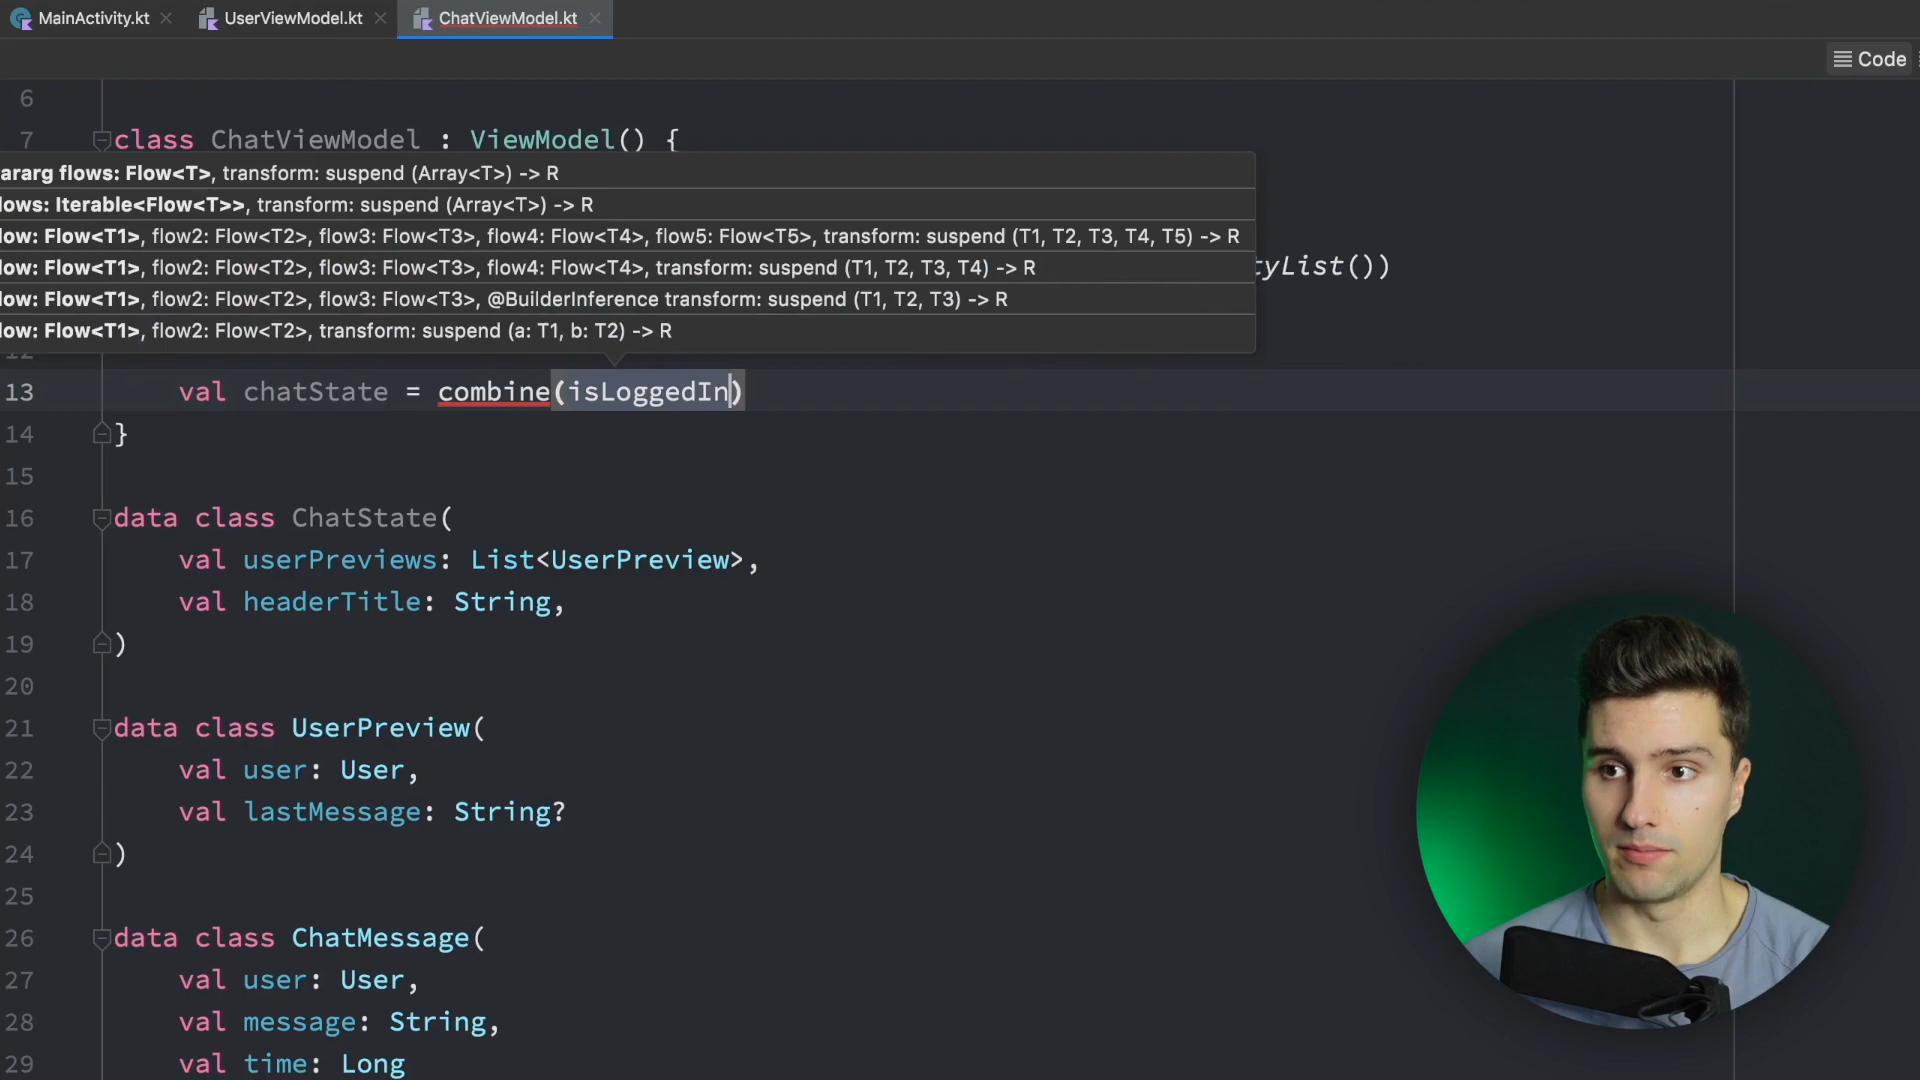 MainActivity.kt
UserViewModel.kt
ChatViewModel.kt
Code
6
7 class ChatViewModel : ViewModel() {
ararg flows: Flow<T>, transform: suspend (Array<T>) -> R
lows: Iterable<Flow<T>>, transform: suspend (Array<T>) -> R
low: Flow<T1>, flow2: Flow<T2>, flow3: Flow<T3>, flow4: Flow<T4>, flow5: Flow<T5>, transform: suspend (T1, T2, T3, T4, T5) -> R
low: Flow<T1>, flow2: Flow<T2>, flow3: Flow<T3>, flow4: Flow<T4>, transform: suspend (T1, T2, T3, T4) -> R
tyList())
low: Flow<T1>, flow2: Flow<T2>, flow3: Flow<T3>, @BuilderInference transform: suspend (T1, T2, T3) -> R
low: Flow<T1>, flow2: Flow<T2>, transform: suspend (a: T1, b: T2) -> R
12
13 val chatState = combine(isLoggedIn)
14 }
15
16 data class ChatState(
17 val userPreviews: List<UserPreview>,
18 val headerTitle: String,
19 )
20
21 data class UserPreview(
22 val user: User,
23 val lastMessage: String?
24 )
25
26 data class ChatMessage(
27 val user: User,
28 val message: String,
29 val time: Long